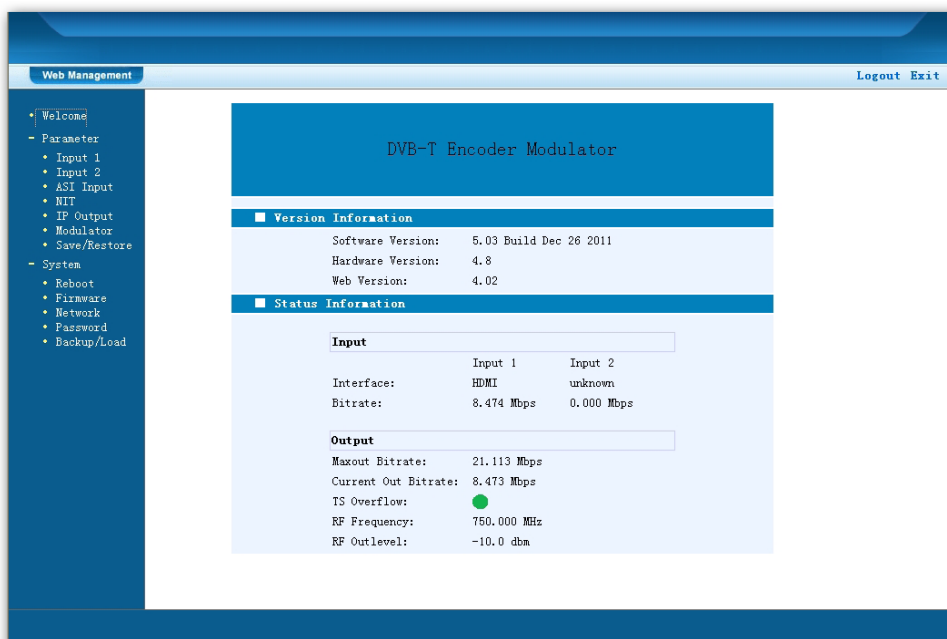 Web Management
Logout Exit
Welcome
Parameter
Input 1
Input 2
ASI Input
NIT
IP Output
Modulator
Save/Restore
System
Reboot
Firmware
Network
Password
Backup/Load
DVB-T Encoder Modulator
Version Information
Software Version: 5.03 Build Dec 26 2011
Hardware Version: 4.8
Web Version: 4.02
Status Information
Input
Input 1 Input 2
Interface: HDMI unknown
Bitrate: 8.474 Mbps 0.000 Mbps
Output
Maxout Bitrate: 21.113 Mbps
Current Out Bitrate: 8.473 Mbps
TS Overflow:
RF Frequency: 750.000 MHz
RF Outlevel: -10.0 dbm